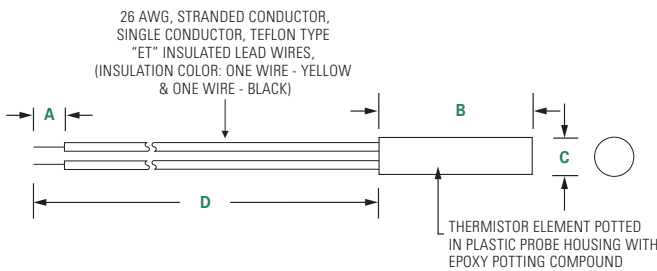 26 AWG, STRANDED CONDUCTOR,
SINGLE CONDUCTOR, TEFLON TYPE
“ET” INSULATED LEAD WIRES,
(INSULATION COLOR: ONE WIRE - YELLOW
& ONE WIRE - BLACK)
A
B
C
D
THERMISTOR ELEMENT POTTED
IN PLASTIC PROBE HOUSING WITH
EPOXY POTTING COMPOUND